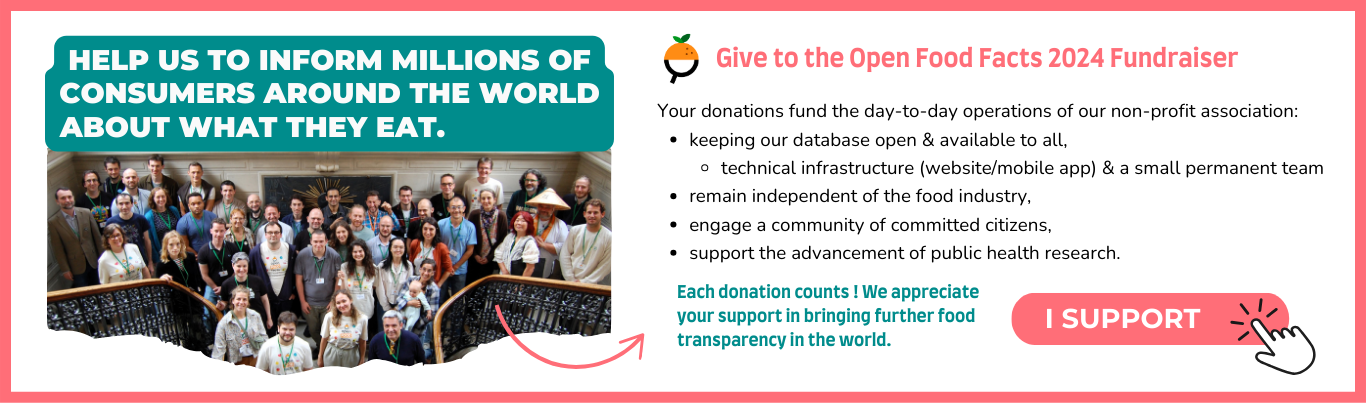 HELP US TO INFORM MILLIONS OF
CONSUMERS AROUND THE WORLD
ABOUT WHAT THEY EAT.
Give to the Open Food Facts 2024 Fundraiser
Your donations fund the day-to-day operations of our non-profit association:
• keeping our database open & available to all,
◦ technical infrastructure (website/mobile app) & a small permanent team
• remain independent of the food industry,
• engage a community of committed citizens,
• support the advancement of public health research.
Each donation counts ! We appreciate
your support in bringing further food
transparency in the world.
I SUPPORT